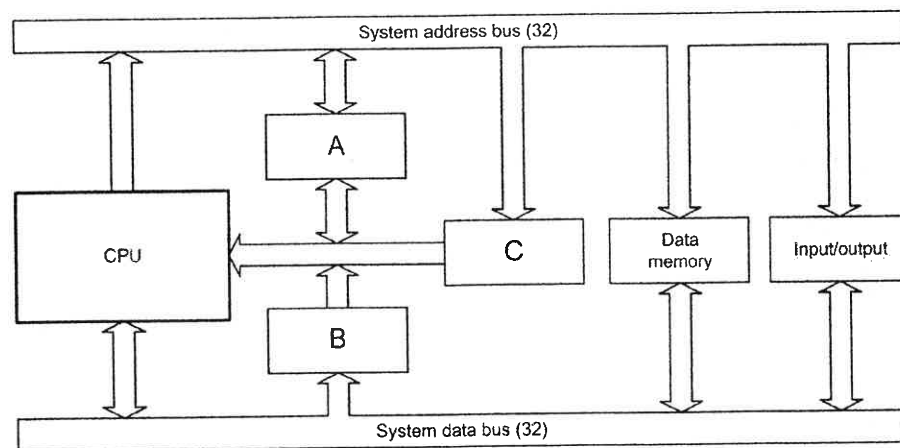 System address bus (32)
A
CPU
C
Data
memory
Input/output
B
System data bus (32)